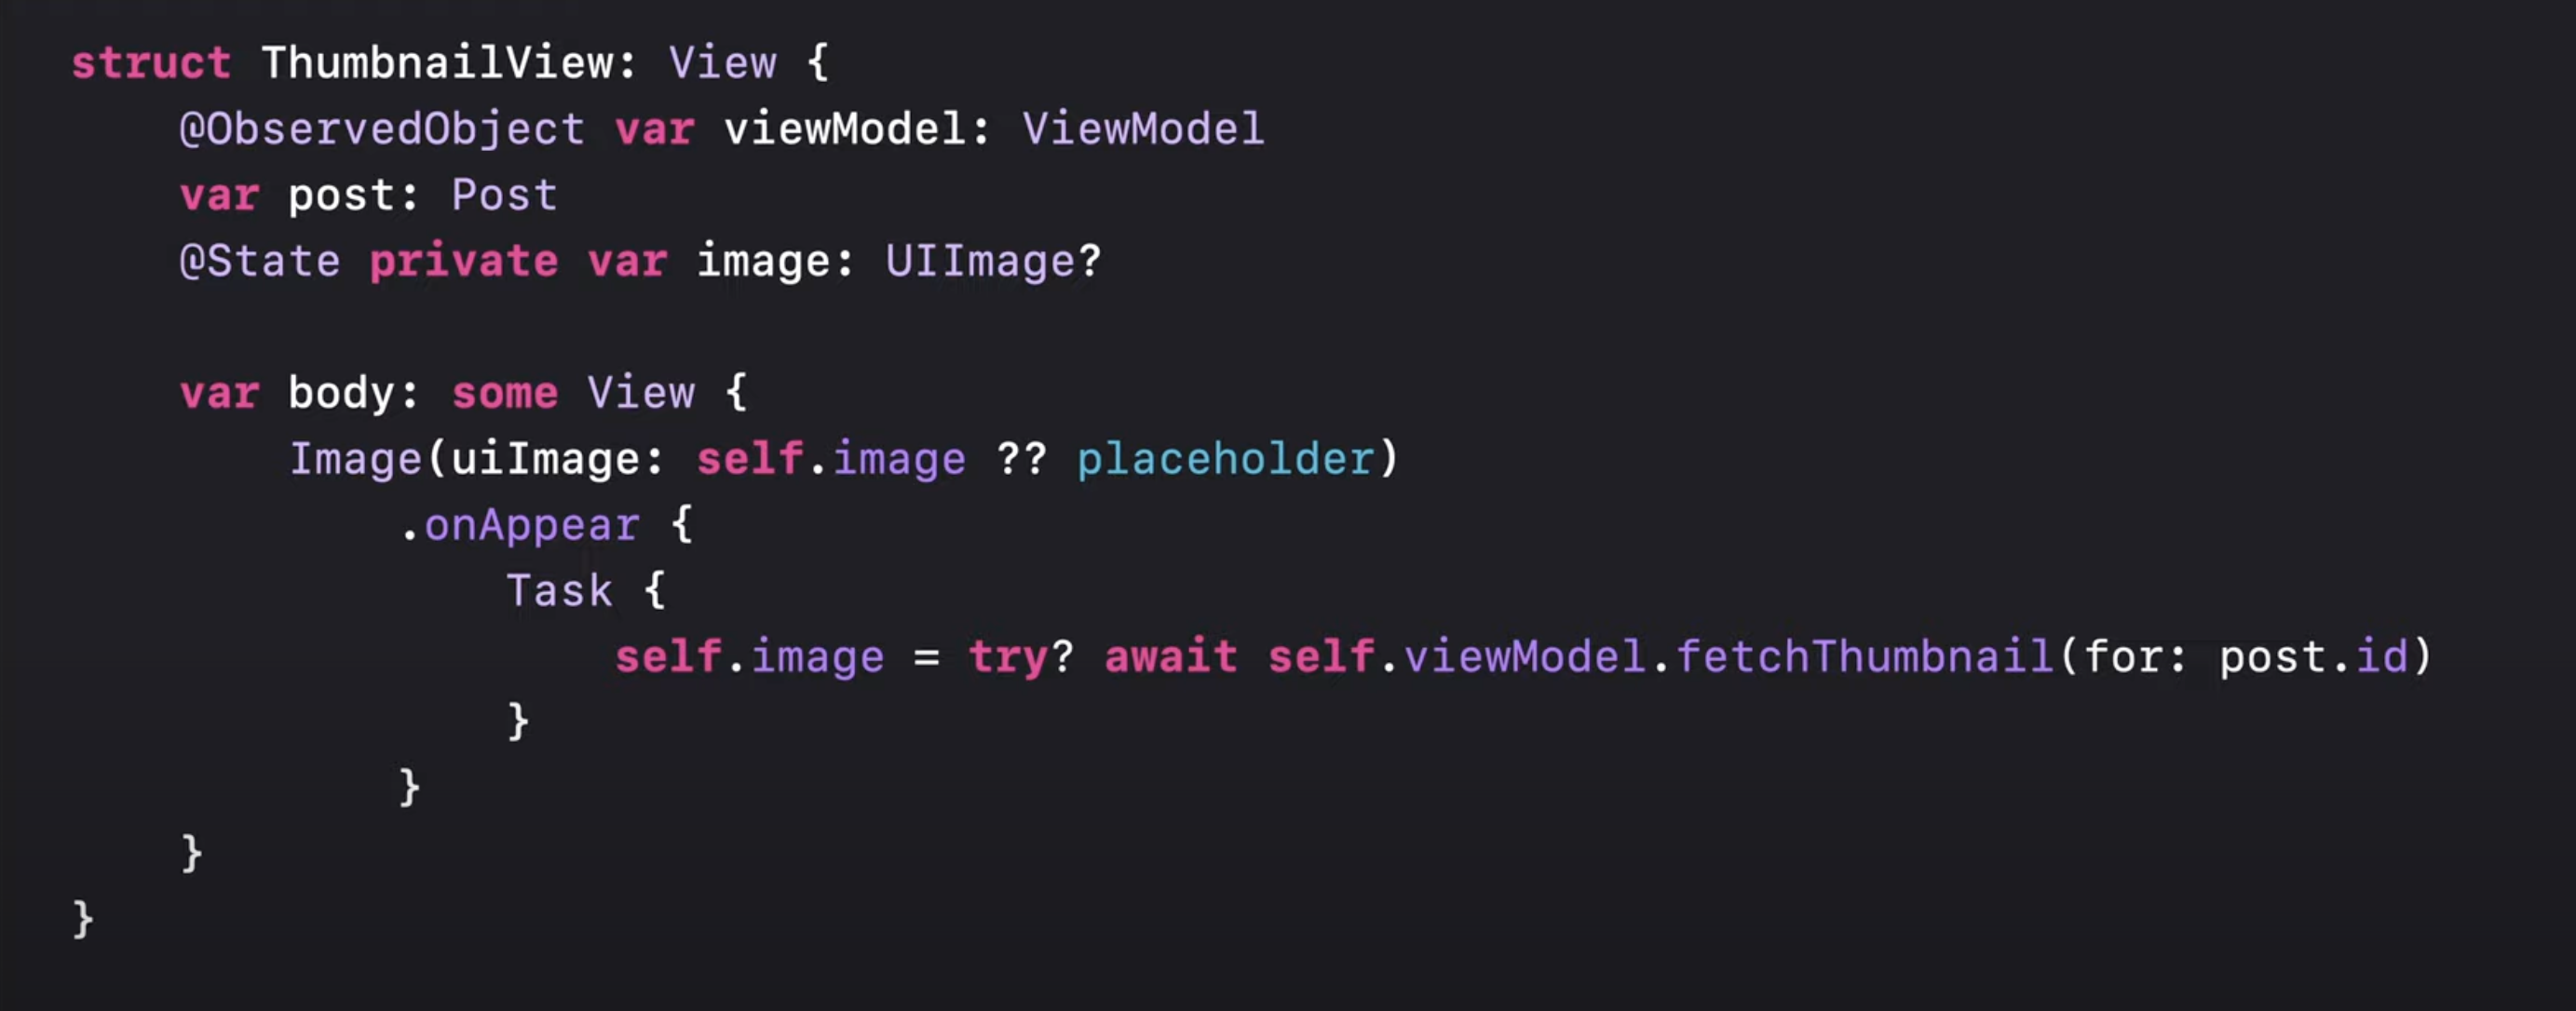 struct ThumbnailView: View {
    @ObservedObject var viewModel: ViewModel
    var post: Post
    @State private var image: UIImage?

    var body: some View {
        Image(uiImage: self.image ?? placeholder)
            .onAppear {
                Task {
                    self.image = try? await self.viewModel.fetchThumbnail(for: post.id)
                }
            }
    }
}